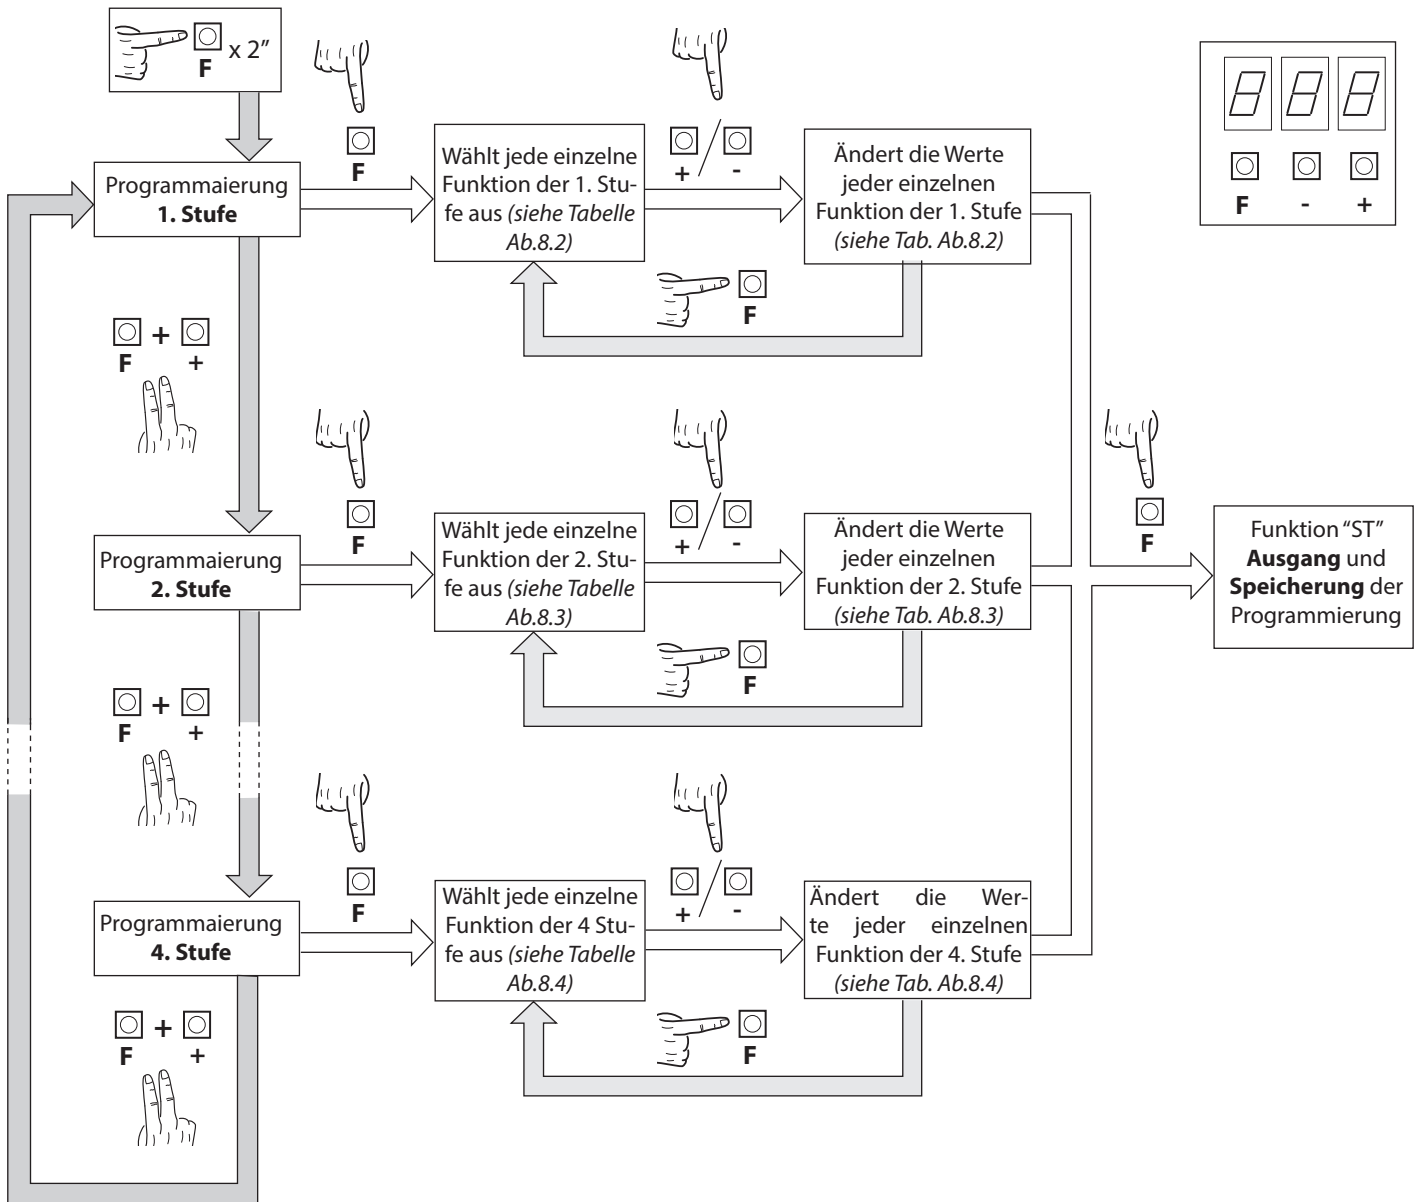 F x 2”
F
+ / -
F - +
Programmaierung
1. Stufe
Wählt jede einzelne
Funktion der 1. Stu-
fe aus (siehe Tabelle
Ab.8.2)
Ändert die Werte
jeder einzelnen
Funktion der 1. Stufe
(siehe Tab. Ab.8.2)
F
+
F +
F
+ / -
F
Programmaierung
2. Stufe
Wählt jede einzelne
Funktion der 2. Stu-
fe aus (siehe Tabelle
Ab.8.3)
Ändert die Werte
jeder einzelnen
Funktion der 2. Stufe
(siehe Tab. Ab.8.3)
Funktion “ST”
Ausgang und
Speicherung der
Programmierung
F
+
F +
F
+ / -
Programmaierung
4. Stufe
Wählt jede einzelne
Funktion der 4 Stu-
fe aus (siehe Tabelle
Ab.8.4)
Ändert die Wer-
te jeder einzelnen
Funktion der 4. Stufe
(siehe Tab. Ab.8.4)
+
F +
F